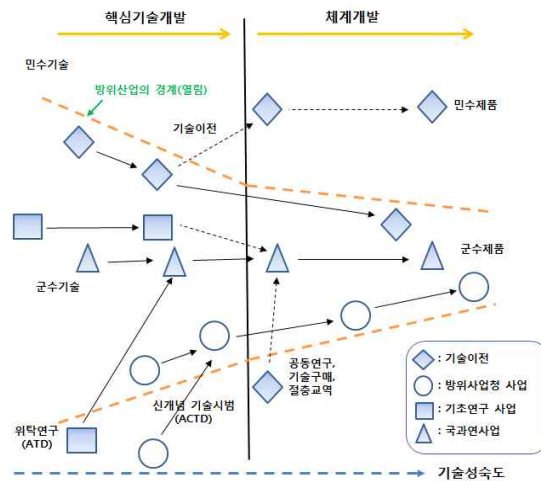 핵심기술개발
체계개발
민수기술
방위산업의 경계(열림)
기술이전
민수제품
군수기술
군수제품
공동연구,
기술구매,
절충교역
위탁연구
(ATD)
신개념 기술시범
(ACTD)
: 기술이전
: 방위사업청 사업
: 기초연구 사업
: 국과연사업
기술성숙도